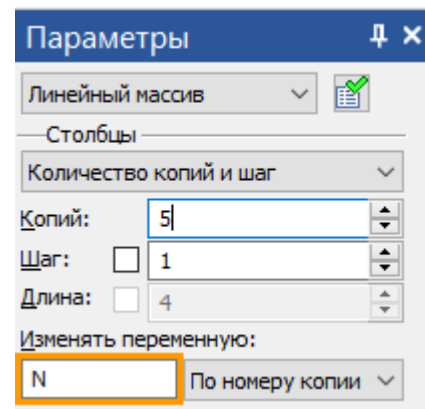 Параметры
Линейный массив
Столбцы
Количество копий и шаг
Копий: 5
Шаг: 1
Длина: 4
Изменять переменную:
N По номеру копии